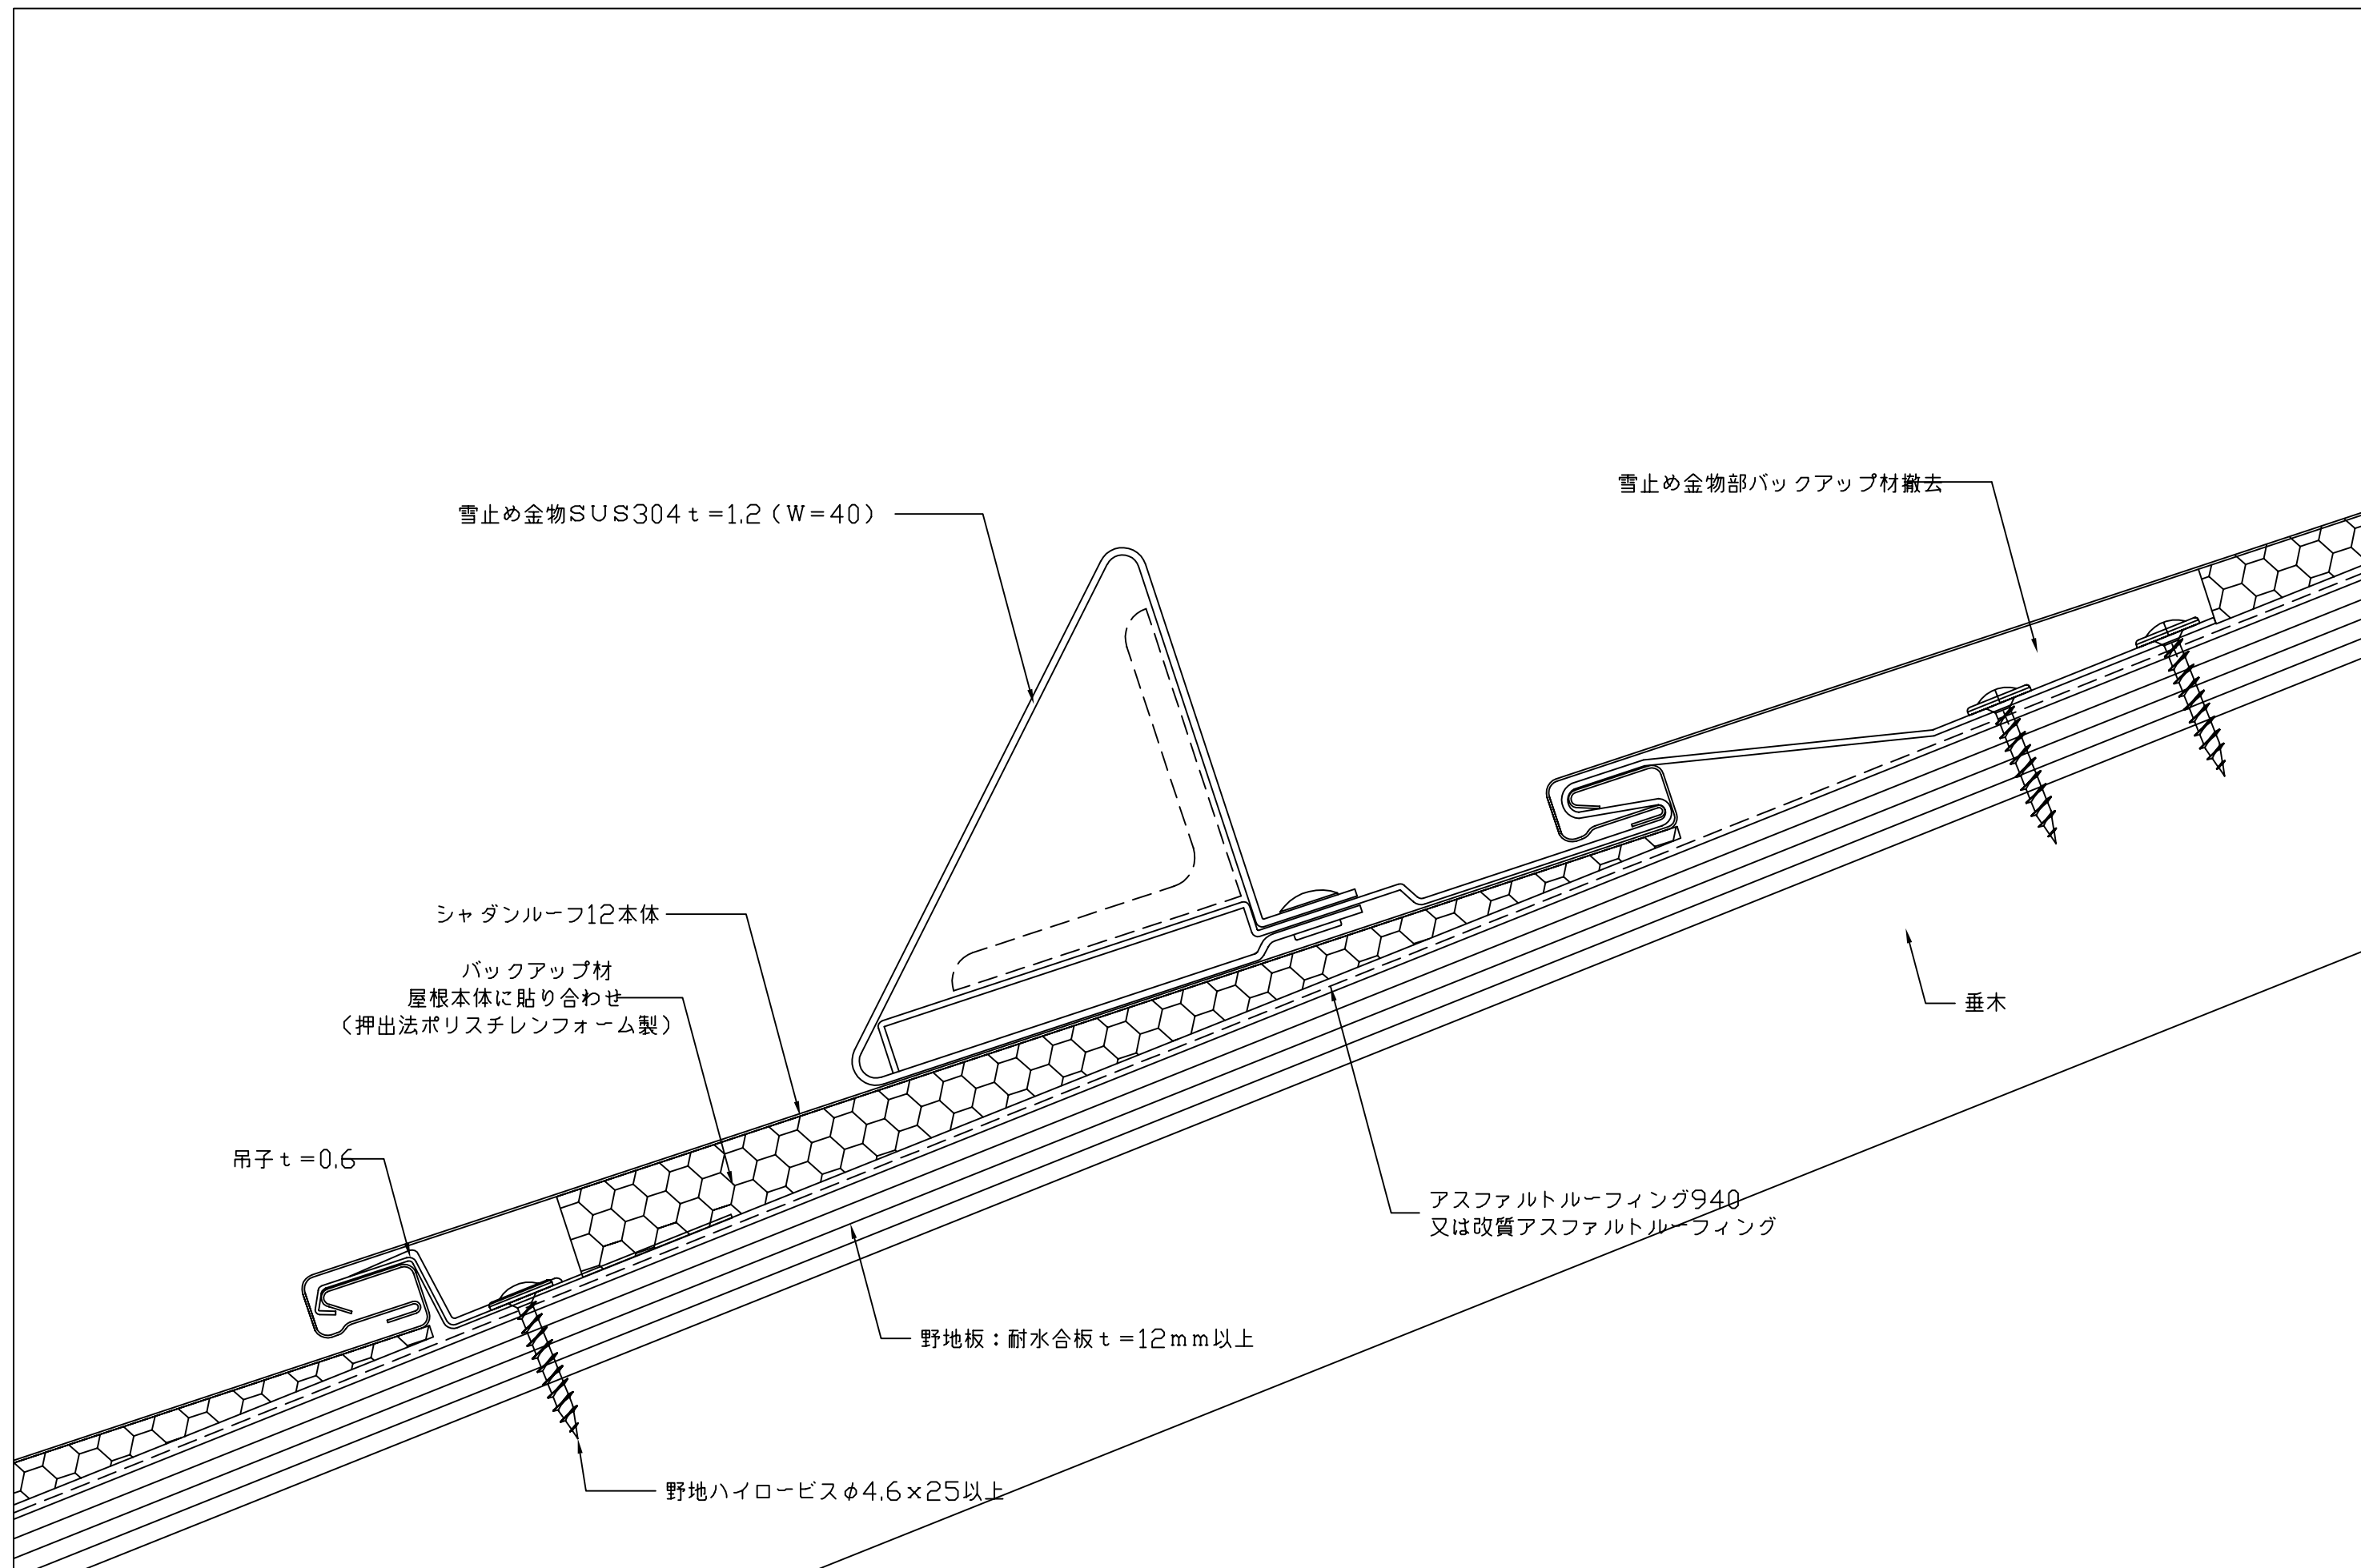 雪止め金物部バックアップ材撤去
雪止め金物SUS304t=1.2(W=40)
シャダンルーフ12本体
バックアップ材
屋根本体に貼り合わせ
(押出法ポリスチレンフォーム製)
垂木
吊子t=0.6
アスファルトルーフィング940
又は改質アスファルトルーフィング
野地板:耐水合板t=12mm以上
野地ハイロービスφ4.6×25以上